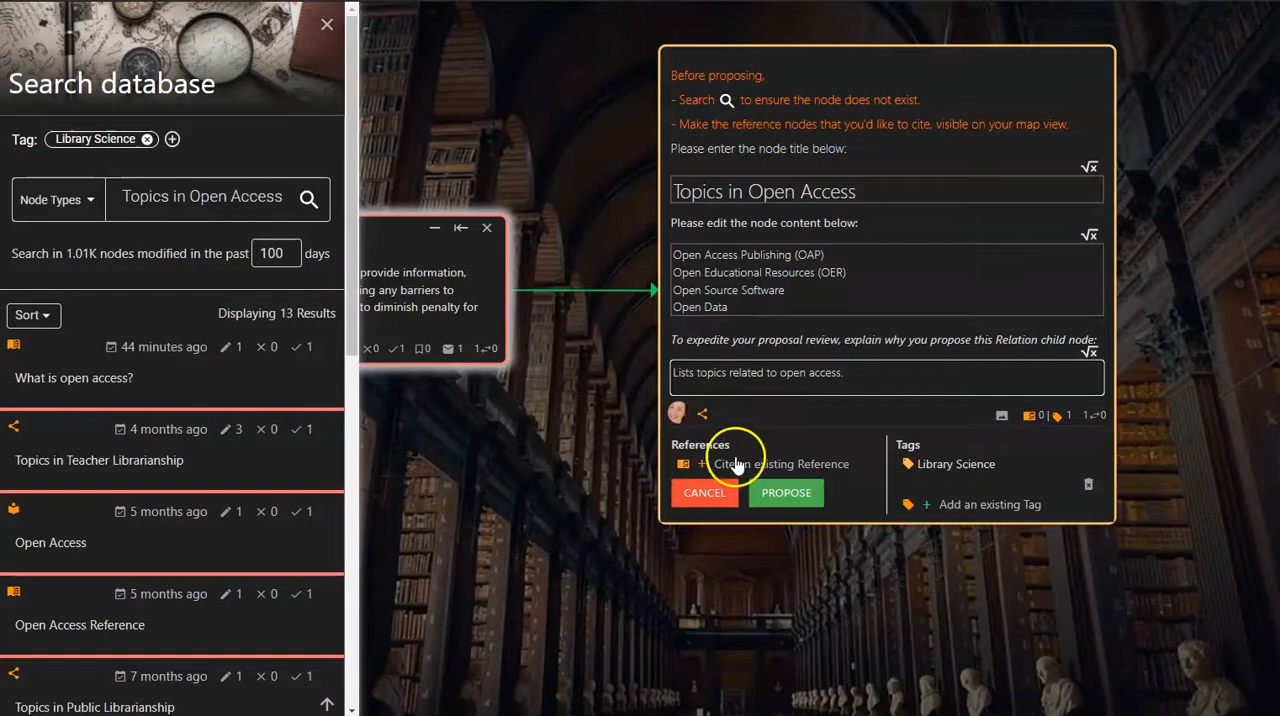 Search database
Tag: Library Science
Node Types Topics in Open Access
Search in 1.01K nodes modified in the past 100 days
Sort Displaying 13 Results
44 minutes ago 1 0 1
What is open access?
4 months ago 3 0 1
Topics in Teacher Librarianship
5 months ago 1 0 1
Open Access
5 months ago 1 0 1
Open Access Reference
7 months ago 1 0 1
Topics in Public Librarianship
provide information,
ing any barriers to
to diminish penalty for
0 1 0 1 1 0
Before proposing,
- Search to ensure the node does not exist.
- Make the reference nodes that you'd like to cite, visible on your map view.
Please enter the node title below:
√x
Topics in Open Access
Please edit the node content below:
√x
Open Access Publishing (OAP)
Open Educational Resources (OER)
Open Source Software
Open Data
To expedite your proposal review, explain why you propose this Relation child node:
√x
Lists topics related to open access.
0 | 1 1 0
References
+ Cite an existing Reference
CANCEL PROPOSE
Tags
Library Science
+ Add an existing Tag